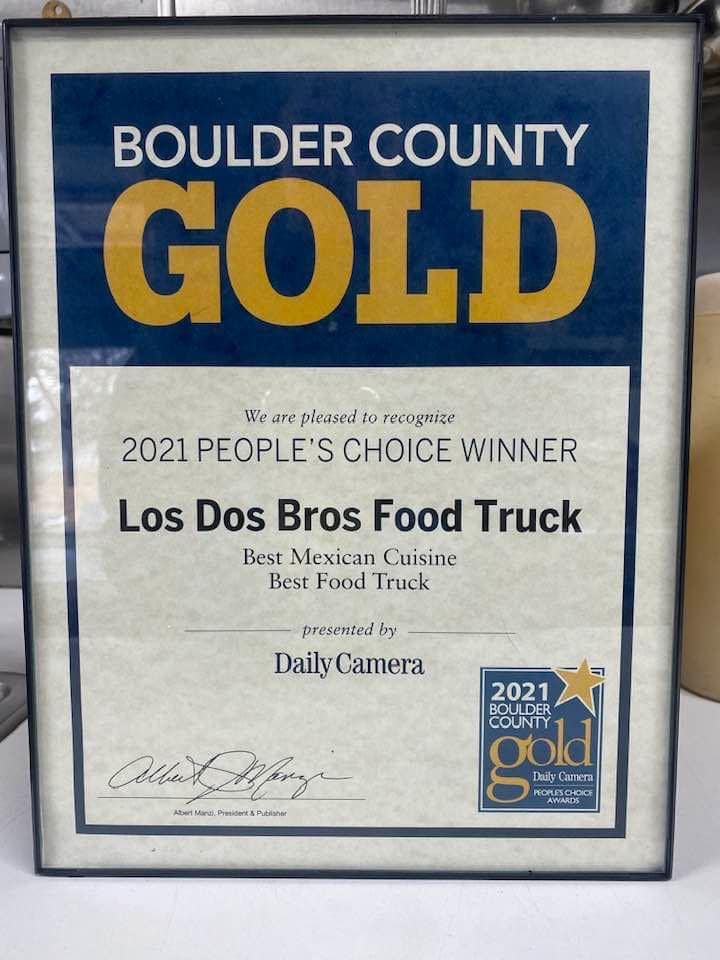 BOULDER COUNTY
GOLD
We are pleased to recognize
2021 PEOPLE'S CHOICE WINNER
Los Dos Bros Food Truck
Best Mexican Cuisine
Best Food Truck
presented by
Daily Camera
Albert Manzi
Albert Manzi, President & Publisher
2021
BOULDER
COUNTY
gold
Daily Camera
PEOPLE'S CHOICE
AWARDS